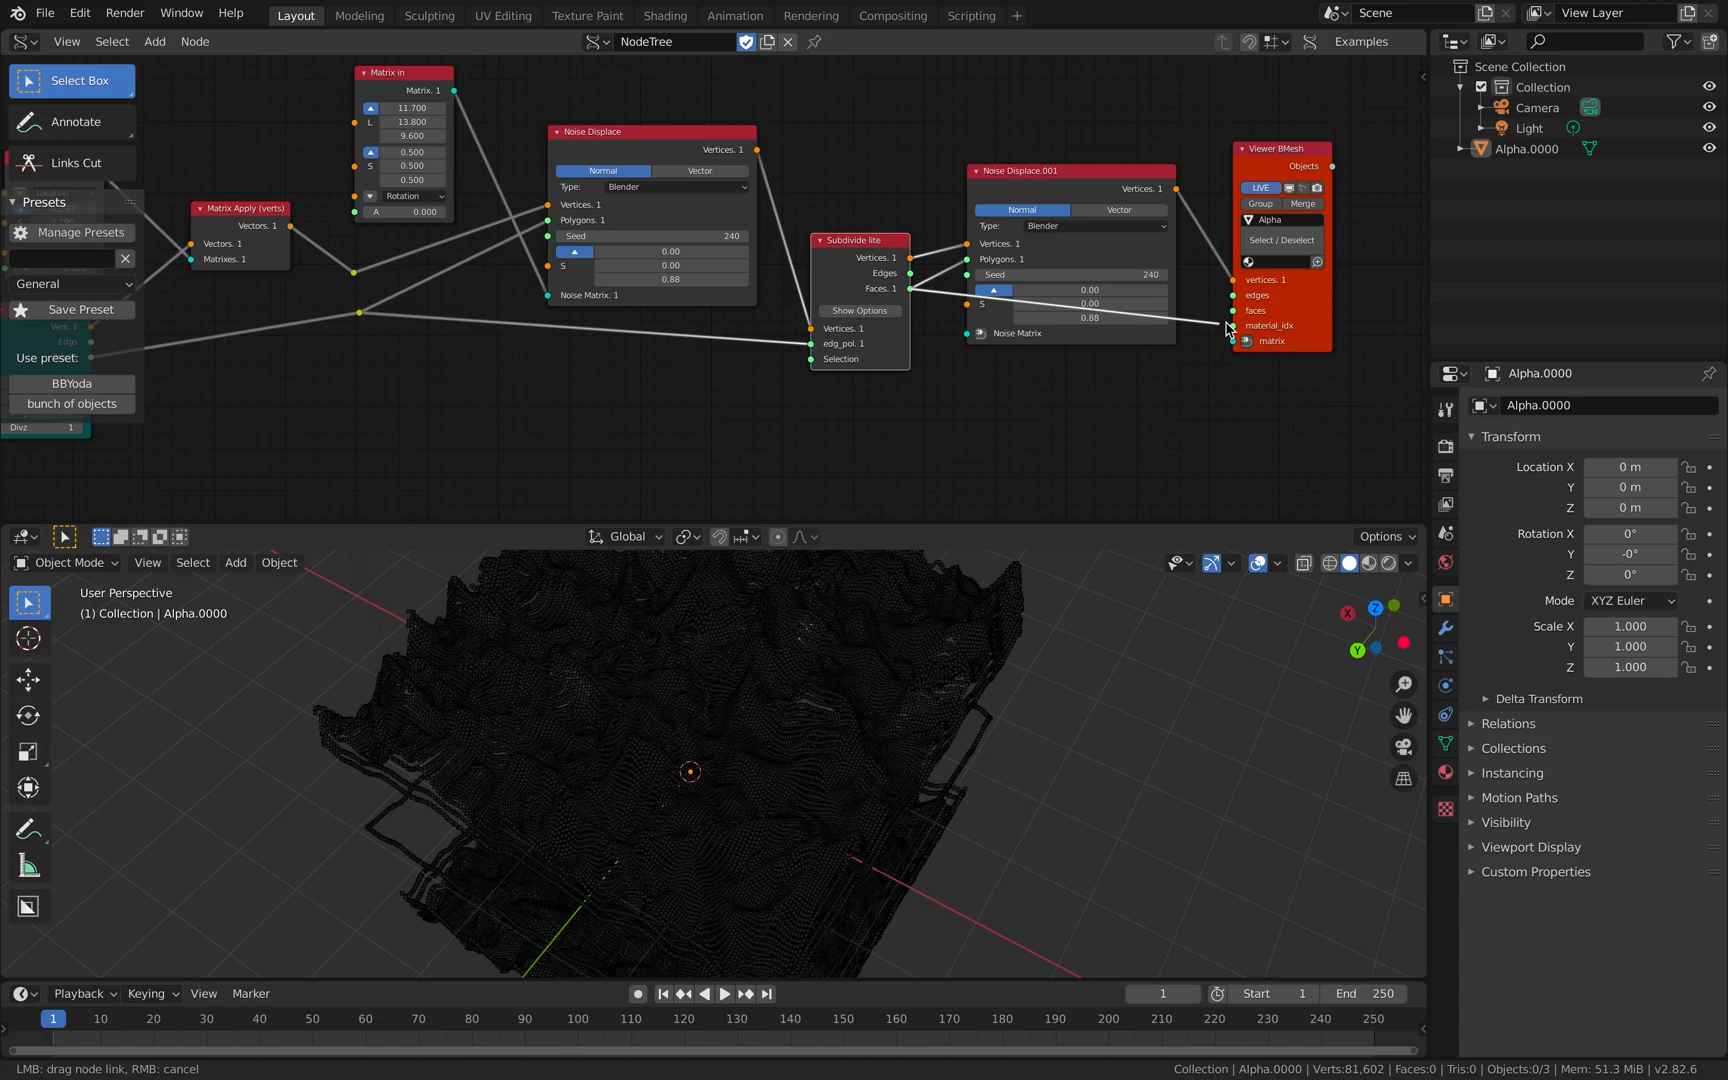 File Edit Render Window Help Layout Modeling Sculpting UV Editing Texture Paint Shading Animation Rendering Compositing Scripting + Scene View Layer
View Select Add Node NodeTree Examples
Select Box
Annotate
Links Cut
Presets
Manage Presets
General
Save Preset
Vers. 1
Edgs
Use preset:
BBYoda
bunch of objects
Divz 1
Matrix Apply (verts)
Vectors. 1
Vectors. 1
Matrixes. 1
Matrix in
Matrix. 1
11.700
L 13.800
9.600
0.500
S 0.500
0.500
Rotation
A 0.000
Noise Displace
Vertices. 1
Normal Vector
Type: Blender
Vertices. 1
Polygons. 1
Seed 240
0.00
S 0.00
0.88
Noise Matrix. 1
Subdivide lite
Vertices. 1
Edges
Faces. 1
Show Options
Vertices. 1
edg_pol. 1
Selection
Noise Displace.001
Vertices. 1
Normal Vector
Type: Blender
Vertices. 1
Polygons. 1
Seed 240
0.00
S 0.00
0.88
Noise Matrix
Viewer BMesh
Objects
LIVE
Group Merge
Alpha
Select / Deselect
vertices. 1
edges
faces
material_idx
matrix
Scene Collection
Collection
Camera
Light
Alpha.0000
Alpha.0000
Alpha.0000
Transform
Location X 0 m
Y 0 m
Z 0 m
Rotation X 0°
Y -0°
Z 0°
Mode XYZ Euler
Scale X 1.000
Y 1.000
Z 1.000
Delta Transform
Relations
Collections
Instancing
Motion Paths
Visibility
Viewport Display
Custom Properties
Global Options
Object Mode View Select Add Object
User Perspective
(1) Collection | Alpha.0000
X Z
Y
Playback Keying View Marker 1 Start 1 End 250
1 10 20 30 40 50 60 70 80 90 100 110 120 130 140 150 160 170 180 190 200 210 220 230 240 250
LMB: drag node link, RMB: cancel Collection | Alpha.0000 | Verts:81,602 | Faces:0 | Tris:0 | Objects:0/3 | Mem: 51.3 MiB | v2.82.6